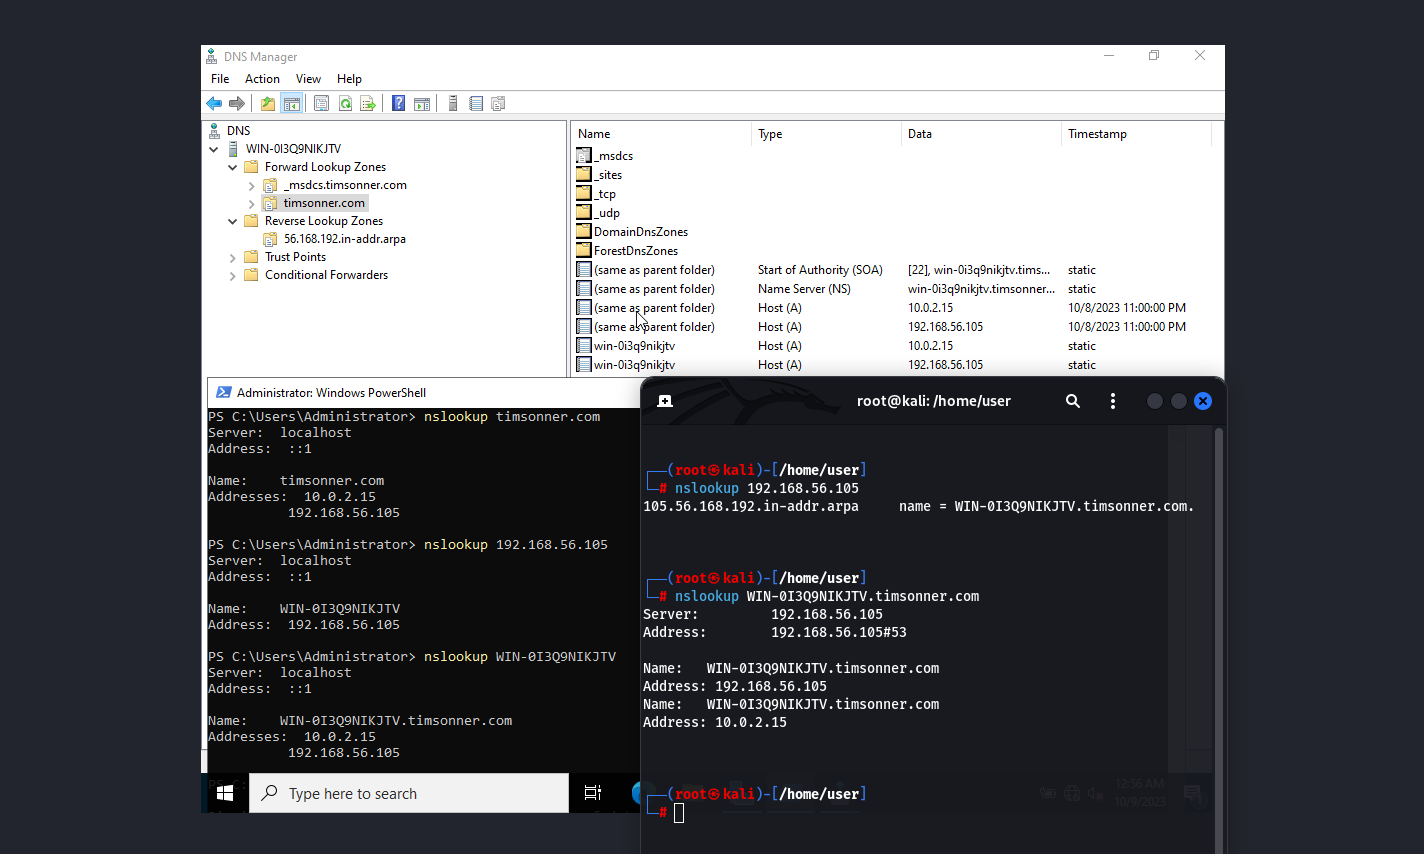 DNS Manager
File Action View Help
DNS
WIN-0I3Q9NIKJTV
Forward Lookup Zones
_msdcs.timsonner.com
timsonner.com
Reverse Lookup Zones
56.168.192.in-addr.arpa
Trust Points
Conditional Forwarders
Name Type Data Timestamp
_msdcs
_sites
_tcp
_udp
DomainDnsZones
ForestDnsZones
(same as parent folder) Start of Authority (SOA) [22], win-0i3q9nikjtv.tims... static
(same as parent folder) Name Server (NS) win-0i3q9nikjtv.timsonner... static
(same as parent folder) Host (A) 10.0.2.15 10/8/2023 11:00:00 PM
(same as parent folder) Host (A) 192.168.56.105 10/8/2023 11:00:00 PM
win-0i3q9nikjtv Host (A) 10.0.2.15 static
win-0i3q9nikjtv Host (A) 192.168.56.105 static
Administrator: Windows PowerShell
PS C:\Users\Administrator> nslookup timsonner.com
Server:  localhost
Address:  ::1
Name:    timsonner.com
Addresses:  10.0.2.15
192.168.56.105
PS C:\Users\Administrator> nslookup 192.168.56.105
Server:  localhost
Address:  ::1
Name:    WIN-0I3Q9NIKJTV
Address:  192.168.56.105
PS C:\Users\Administrator> nslookup WIN-0I3Q9NIKJTV
Server:  localhost
Address:  ::1
Name:    WIN-0I3Q9NIKJTV.timsonner.com
Addresses:  10.0.2.15
192.168.56.105
Type here to search
root@kali: /home/user
┌──(root㉿kali)-[/home/user]
└─# nslookup 192.168.56.105
105.56.168.192.in-addr.arpa     name = WIN-0I3Q9NIKJTV.timsonner.com.
┌──(root㉿kali)-[/home/user]
└─# nslookup WIN-0I3Q9NIKJTV.timsonner.com
Server:         192.168.56.105
Address:        192.168.56.105#53
Name:   WIN-0I3Q9NIKJTV.timsonner.com
Address: 192.168.56.105
Name:   WIN-0I3Q9NIKJTV.timsonner.com
Address: 10.0.2.15
┌──(root㉿kali)-[/home/user]
└─#
12:56 AM
10/9/2023